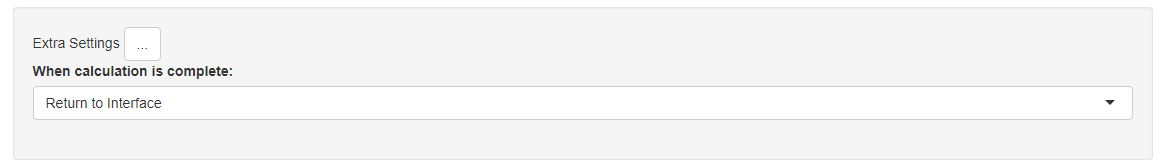 Extra Settings ...
When calculation is complete:
Return to Interface